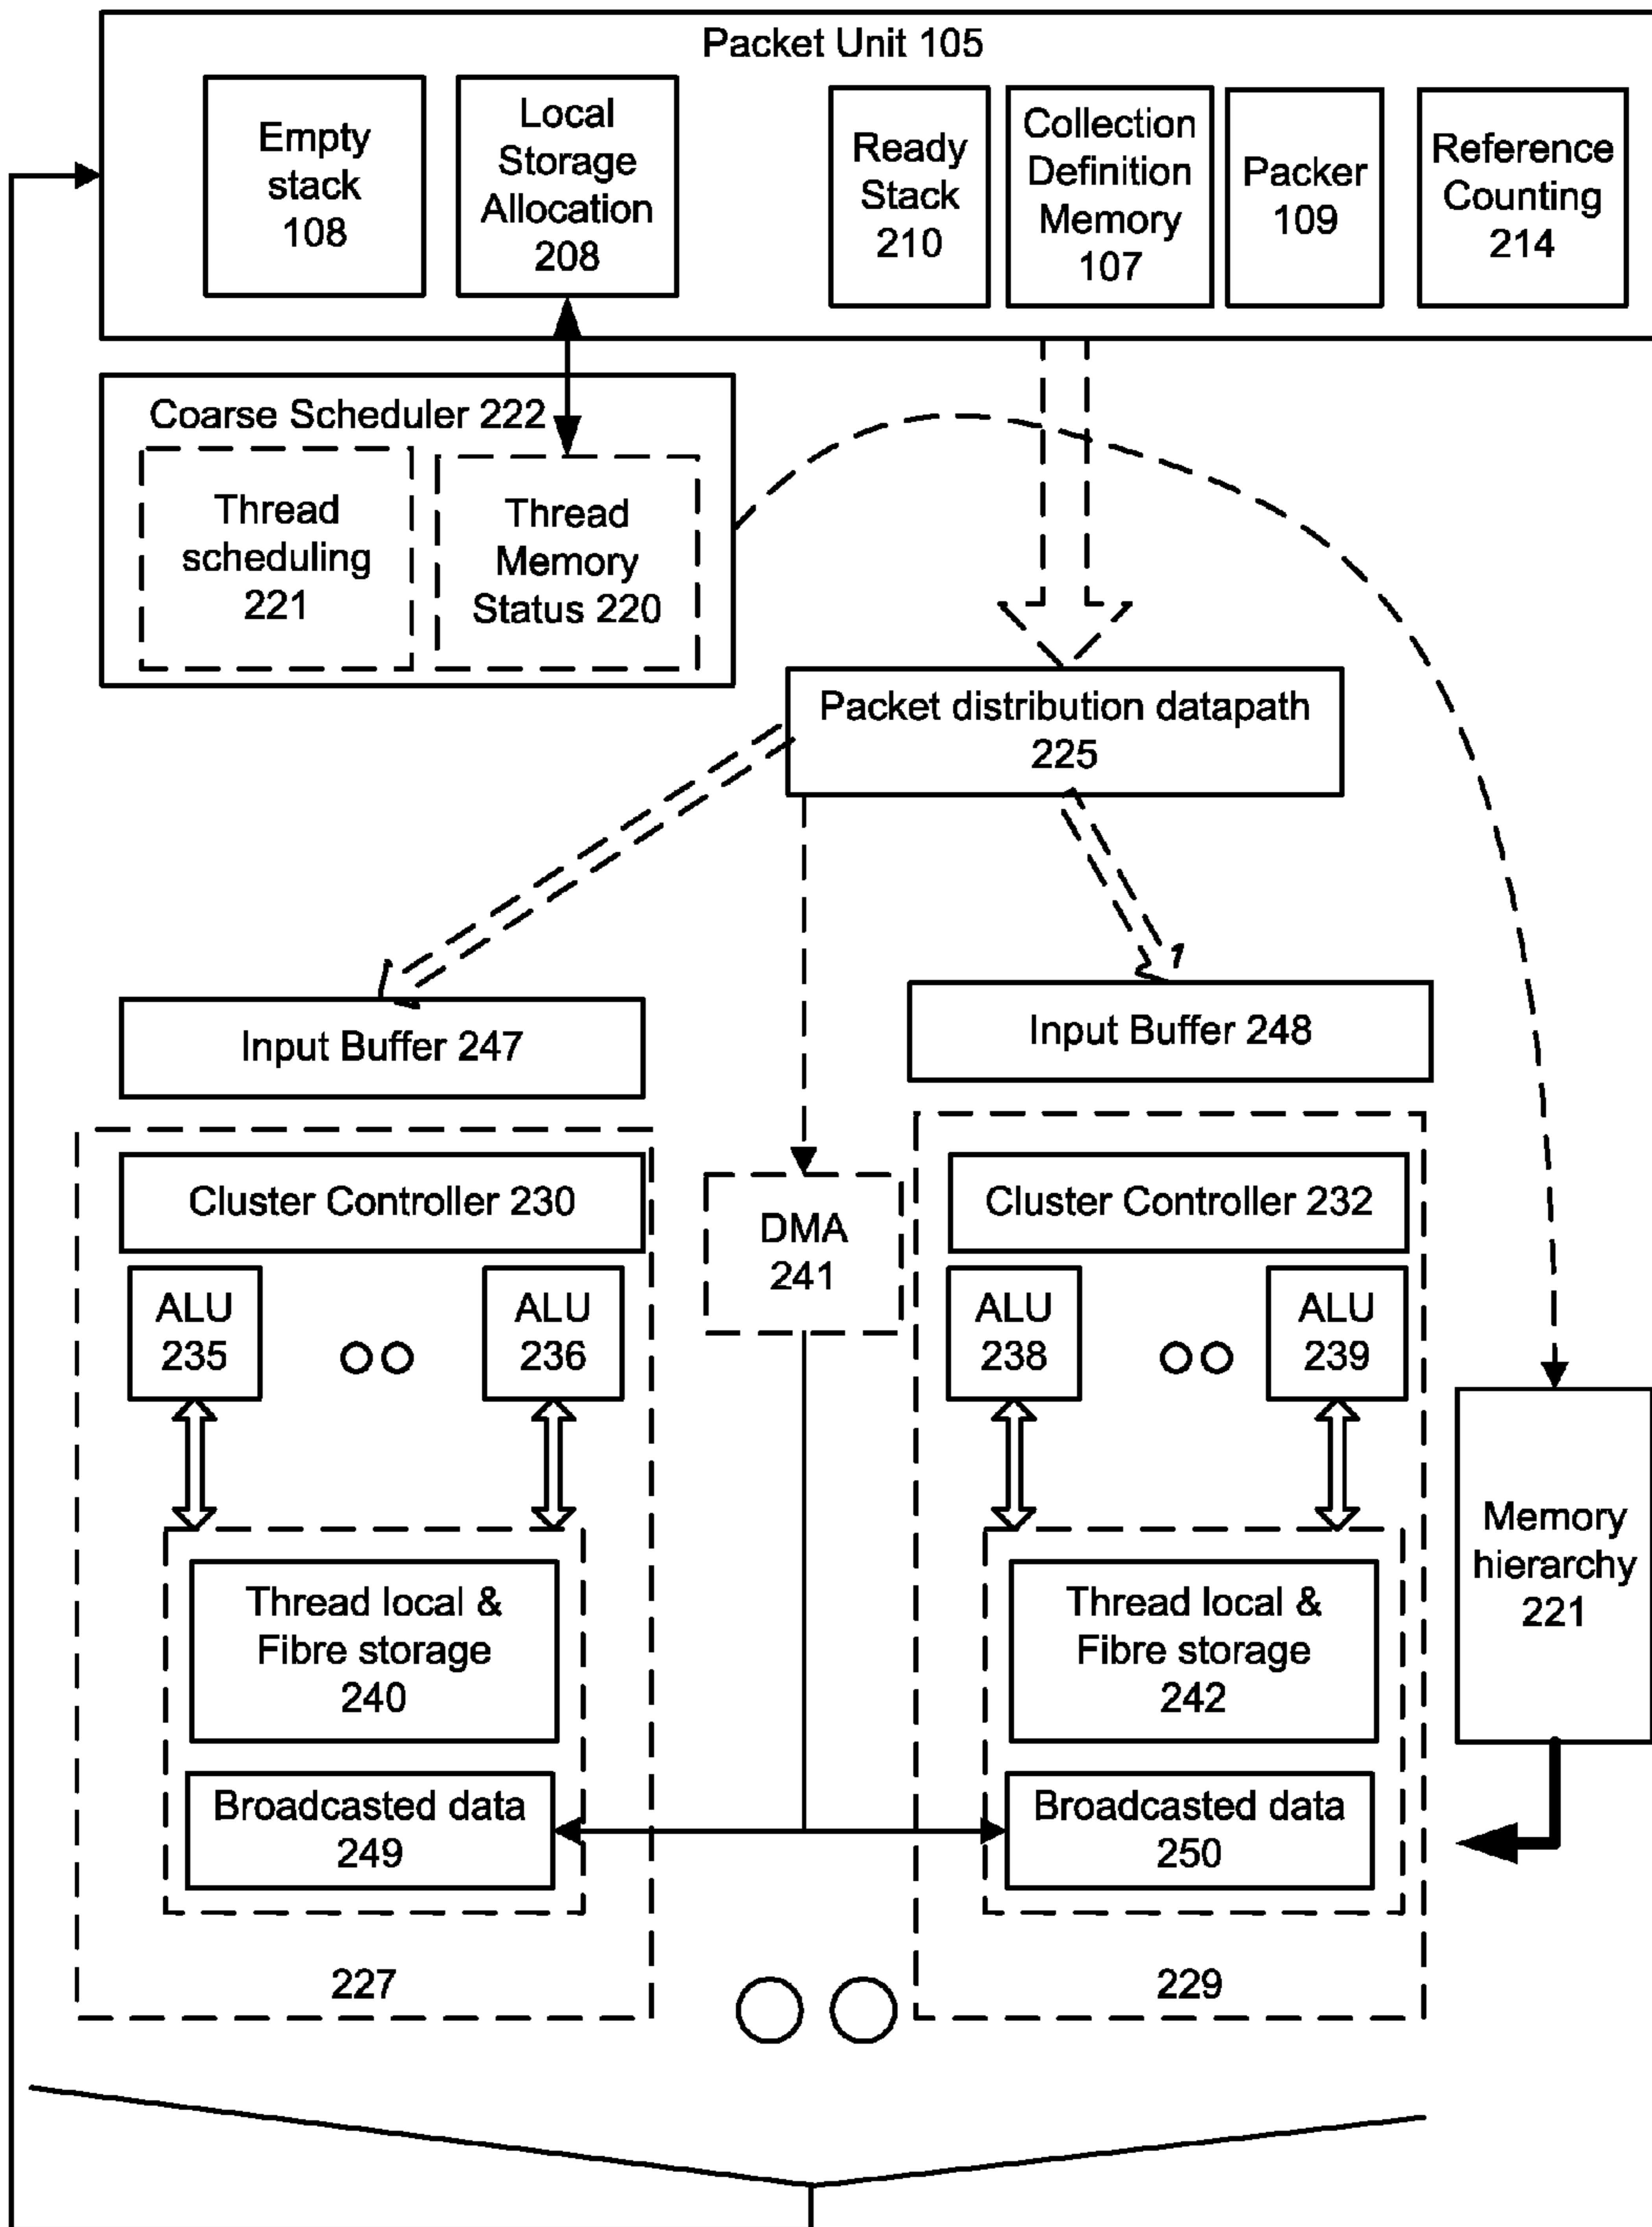 Packet Unit 105
Empty
stack
108
Local
Storage
Allocation
208
Ready
Stack
210
Collection
Definition
Memory
107
Packer
109
Reference
Counting
214
Coarse Scheduler 222
Thread
scheduling
221
Thread
Memory
Status 220
Packet distribution datapath
225
Input Buffer 247
Input Buffer 248
Cluster Controller 230
DMA
241
Cluster Controller 232
ALU
235
ALU
236
ALU
238
ALU
239
Thread local &
Fibre storage
240
Thread local &
Fibre storage
242
Memory
hierarchy
221
Broadcasted data
249
Broadcasted data
250
227
229